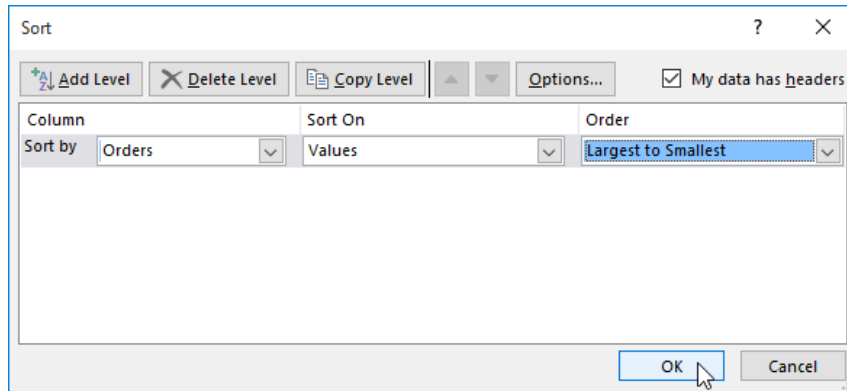 Sort ?
Add Level Delete Level Copy Level Options... My data has headers
Column Sort On Order
Sort by Orders Values Largest to Smallest
OK Cancel